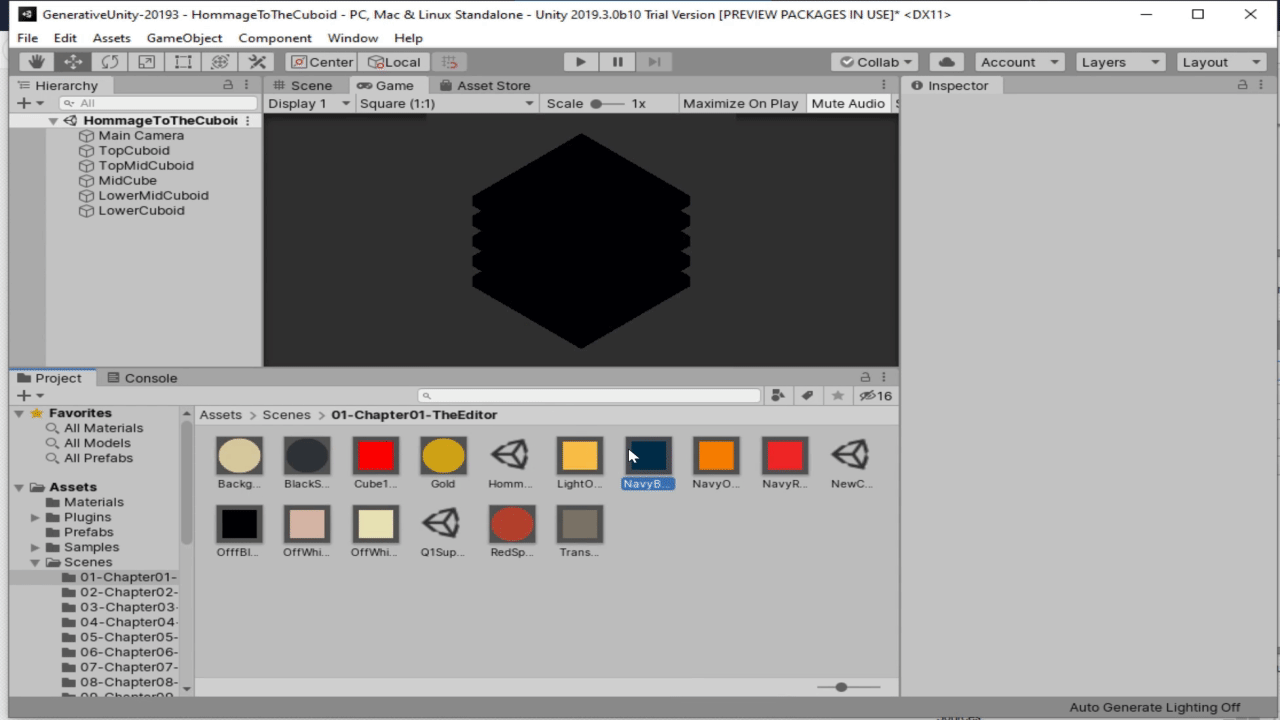 GenerativeUnity-20193 - HommageToTheCuboid - PC, Mac & Linux Standalone - Unity 2019.3.0b10 Trial Version [PREVIEW PACKAGES IN USE]* <DX11>
File Edit Assets GameObject Component Window Help
Center Local Collab Account Layers Layout
Hierarchy Scene Game Asset Store Inspector
All Display 1 Square (1:1) Scale 1x Maximize On Play Mute Audio
HommageToTheCuboid
Main Camera
TopCuboid
TopMidCuboid
MidCube
LowerMidCuboid
LowerCuboid
Project Console
16
Favorites
All Materials
All Models
All Prefabs
Assets
Materials
Plugins
Prefabs
Samples
Scenes
01-Chapter01-
02-Chapter02-
03-Chapter03-
04-Chapter04-
05-Chapter05-
06-Chapter06-
07-Chapter07-
08-Chapter08-
Assets > Scenes > 01-Chapter01-TheEditor
Backg... BlackS... Cube1... Gold Homm... LightO... NavyB... NavyO... NavyR... NewC...
OfffBl... OffWhi... OffWhi... Q1Sup... RedSp... Trans...
Auto Generate Lighting Off